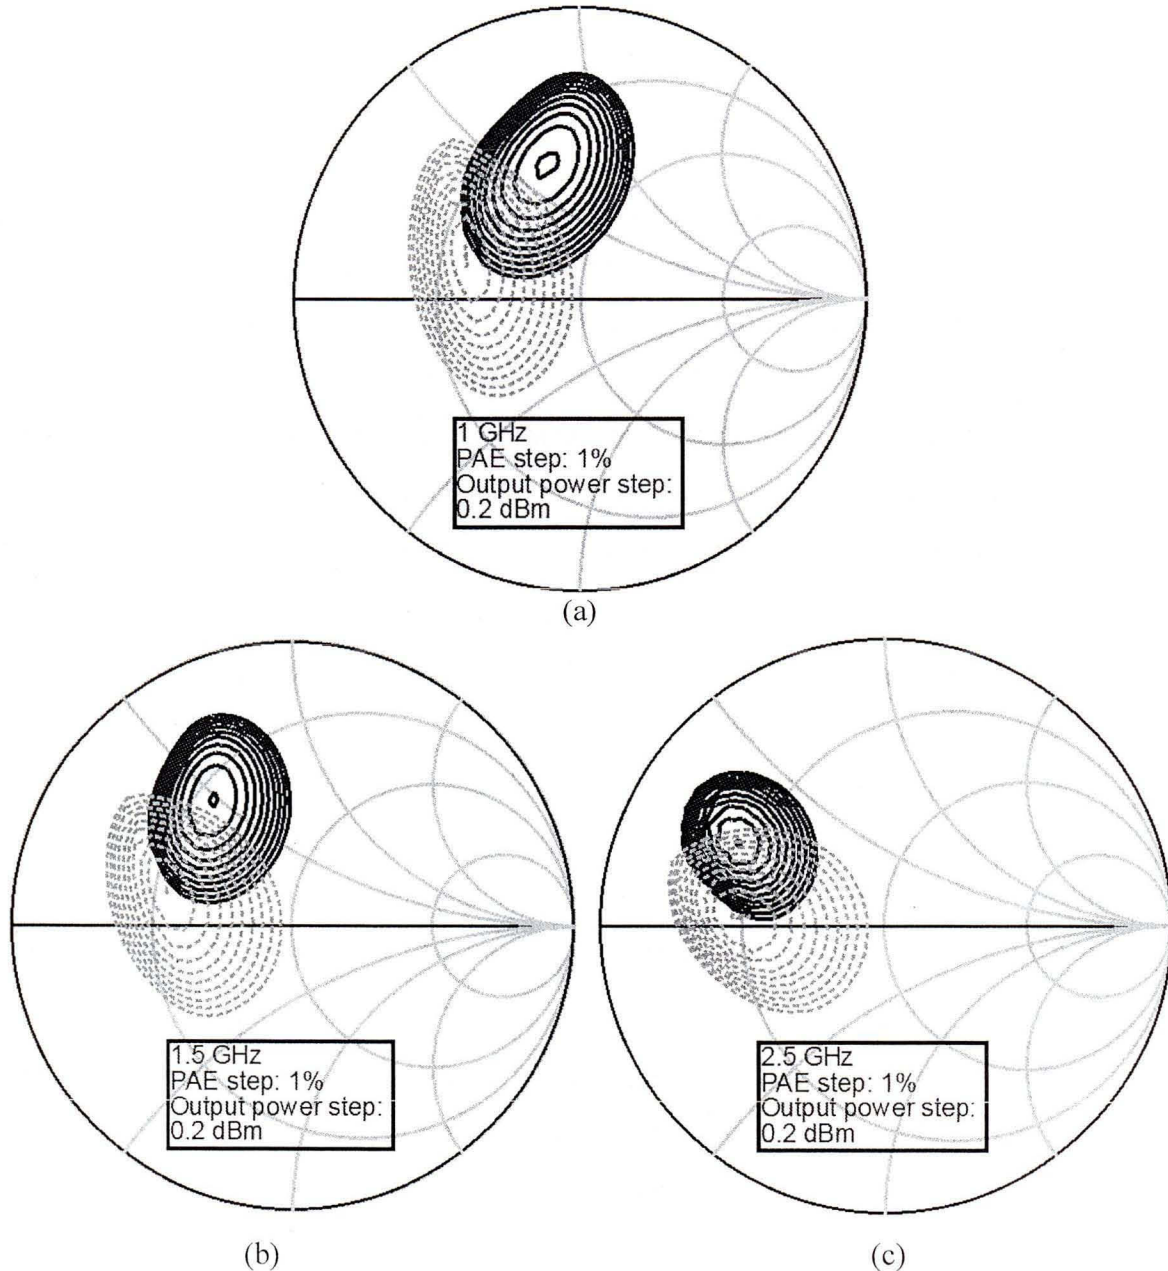 1 GHz
PAE step: 1%
Output power step:
0.2 dBm
(a)
1.5 GHz
PAE step: 1%
Output power step:
0.2 dBm
(b)
2.5 GHz
PAE step: 1%
Output power step:
0.2 dBm
(c)